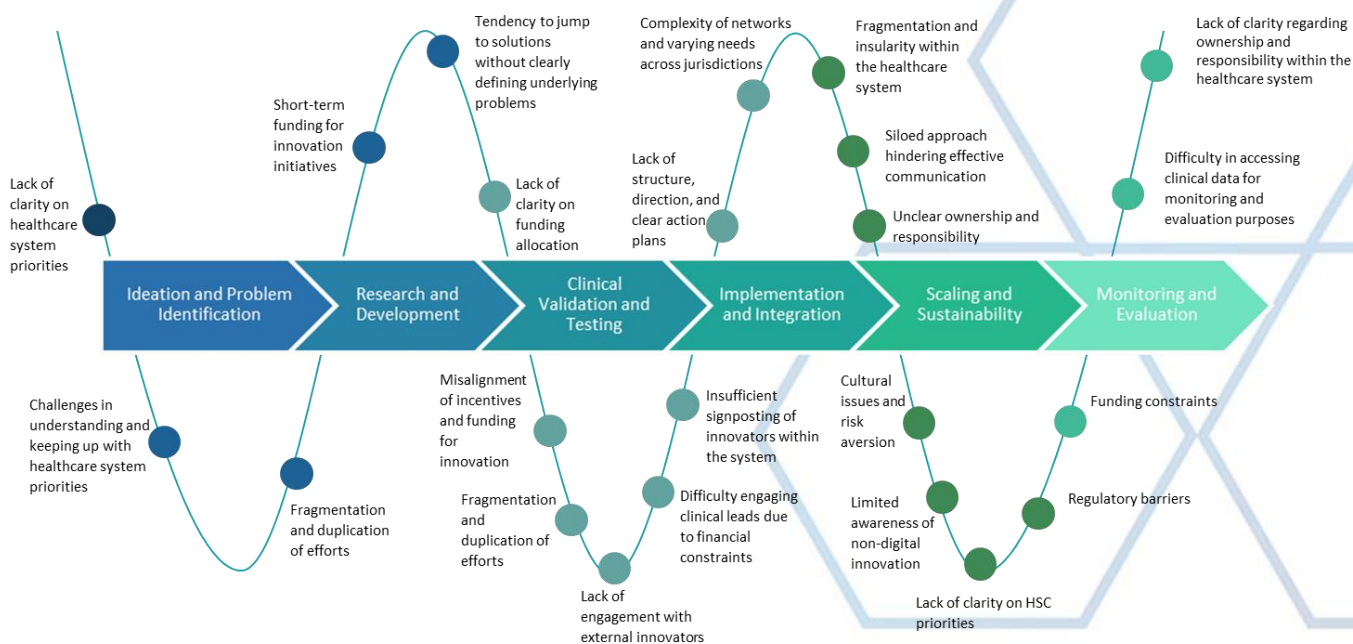 Lack of
clarity on
healthcare
system
priorities
Short-term
funding for
innovation
initiatives
Tendency to jump
to solutions
without clearly
defining underlying
problems
Lack of
clarity on
funding
allocation
Complexity of networks
and varying needs
across jurisdictions
Lack of
structure,
direction, and
clear action
plans
Fragmentation and
insularity within
the healthcare
system
Siloed approach
hindering effective
communication
Unclear ownership and
responsibility
Lack of clarity regarding
ownership and
responsibility within the
healthcare system
Difficulty in accessing
clinical data for
monitoring and
evaluation purposes
Ideation and Problem
Identification
Research and
Development
Clinical
Validation and
Testing
Implementation
and Integration
Scaling and
Sustainability
Monitoring and
Evaluation
Challenges in
understanding and
keeping up with
healthcare system
priorities
Fragmentation
and duplication
of efforts
Misalignment
of incentives
and funding
for
innovation
Fragmentation
and
duplication of
efforts
Lack of
engagement with
external innovators
Insufficient
signposting of
innovators within
the system
Difficulty engaging
clinical leads due
to financial
constraints
Cultural
issues and
risk
aversion
Limited
awareness of
non-digital
innovation
Lack of clarity on HSC
priorities
Funding constraints
Regulatory barriers